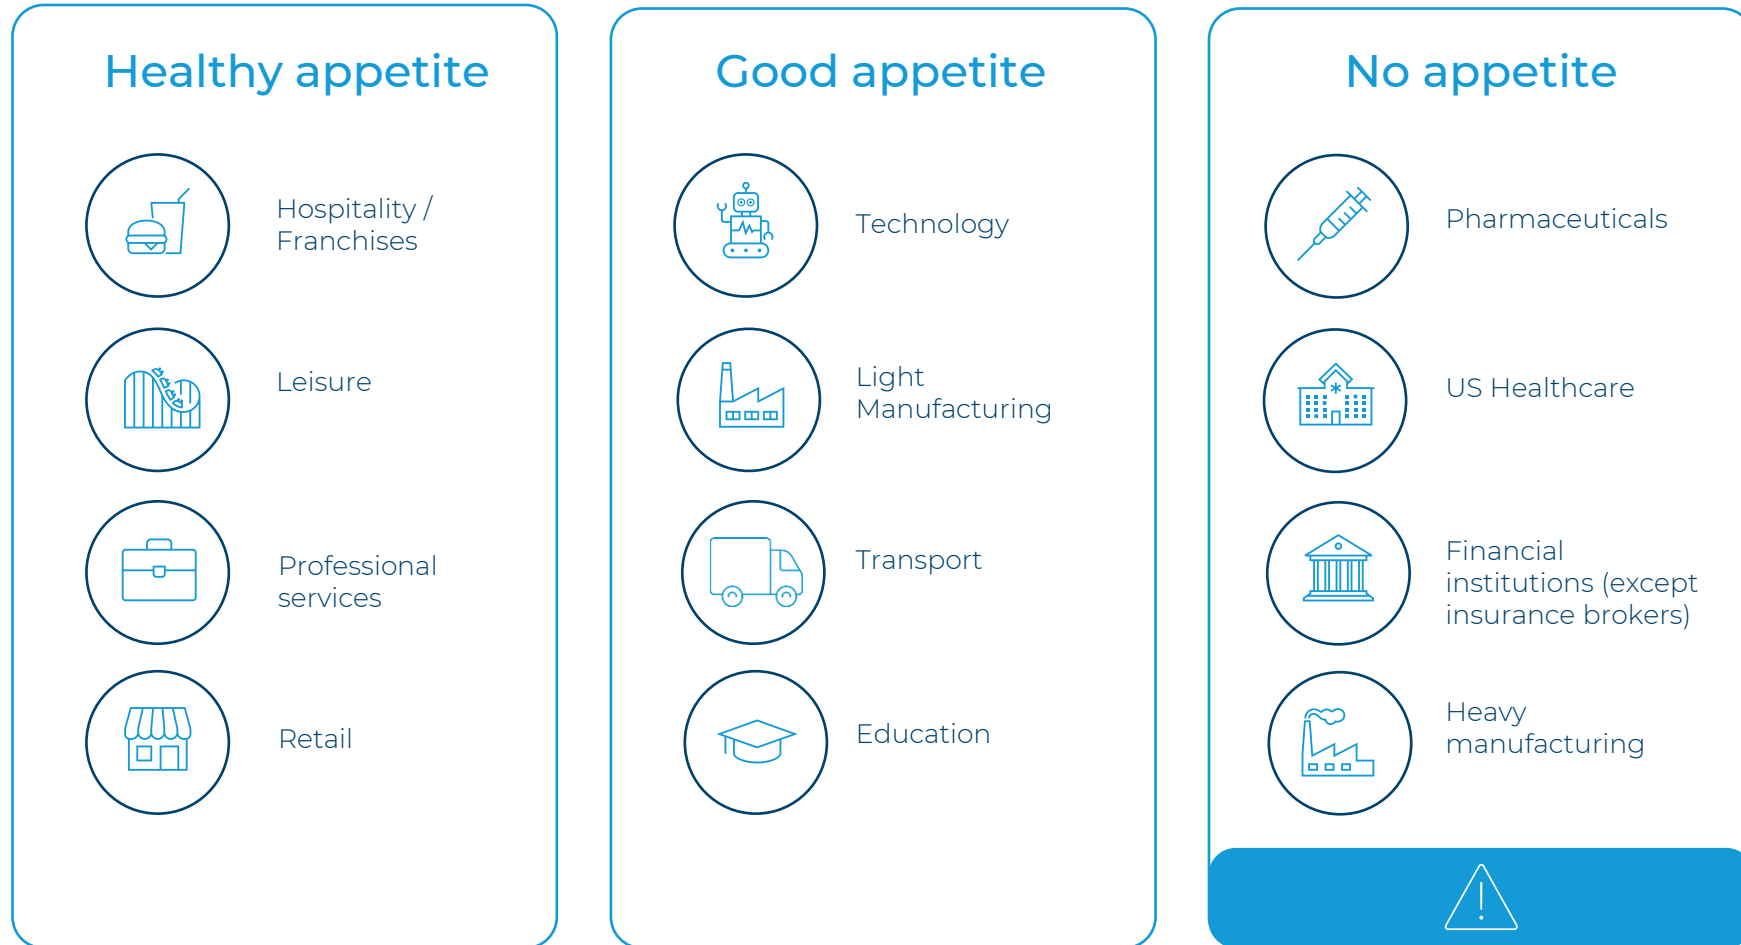 Healthy appetite
Hospitality /
Franchises
Leisure
Professional
services
Retail
Good appetite
Technology
Light
Manufacturing
Transport
Education
No appetite
Pharmaceuticals
US Healthcare
Financial
institutions (except
insurance brokers)
Heavy
manufacturing